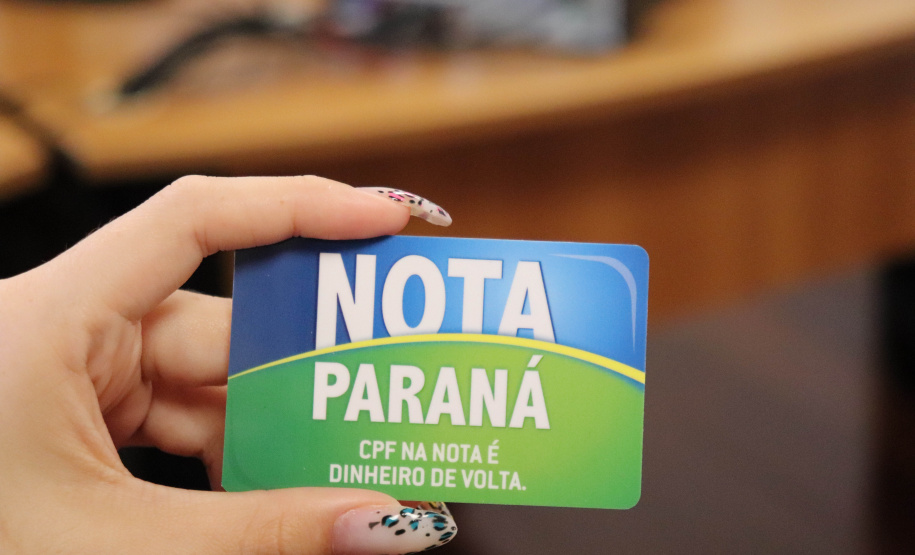 NOTA
PARANÁ
CPF NA NOTA É
DINHEIRO DE VOLTA.